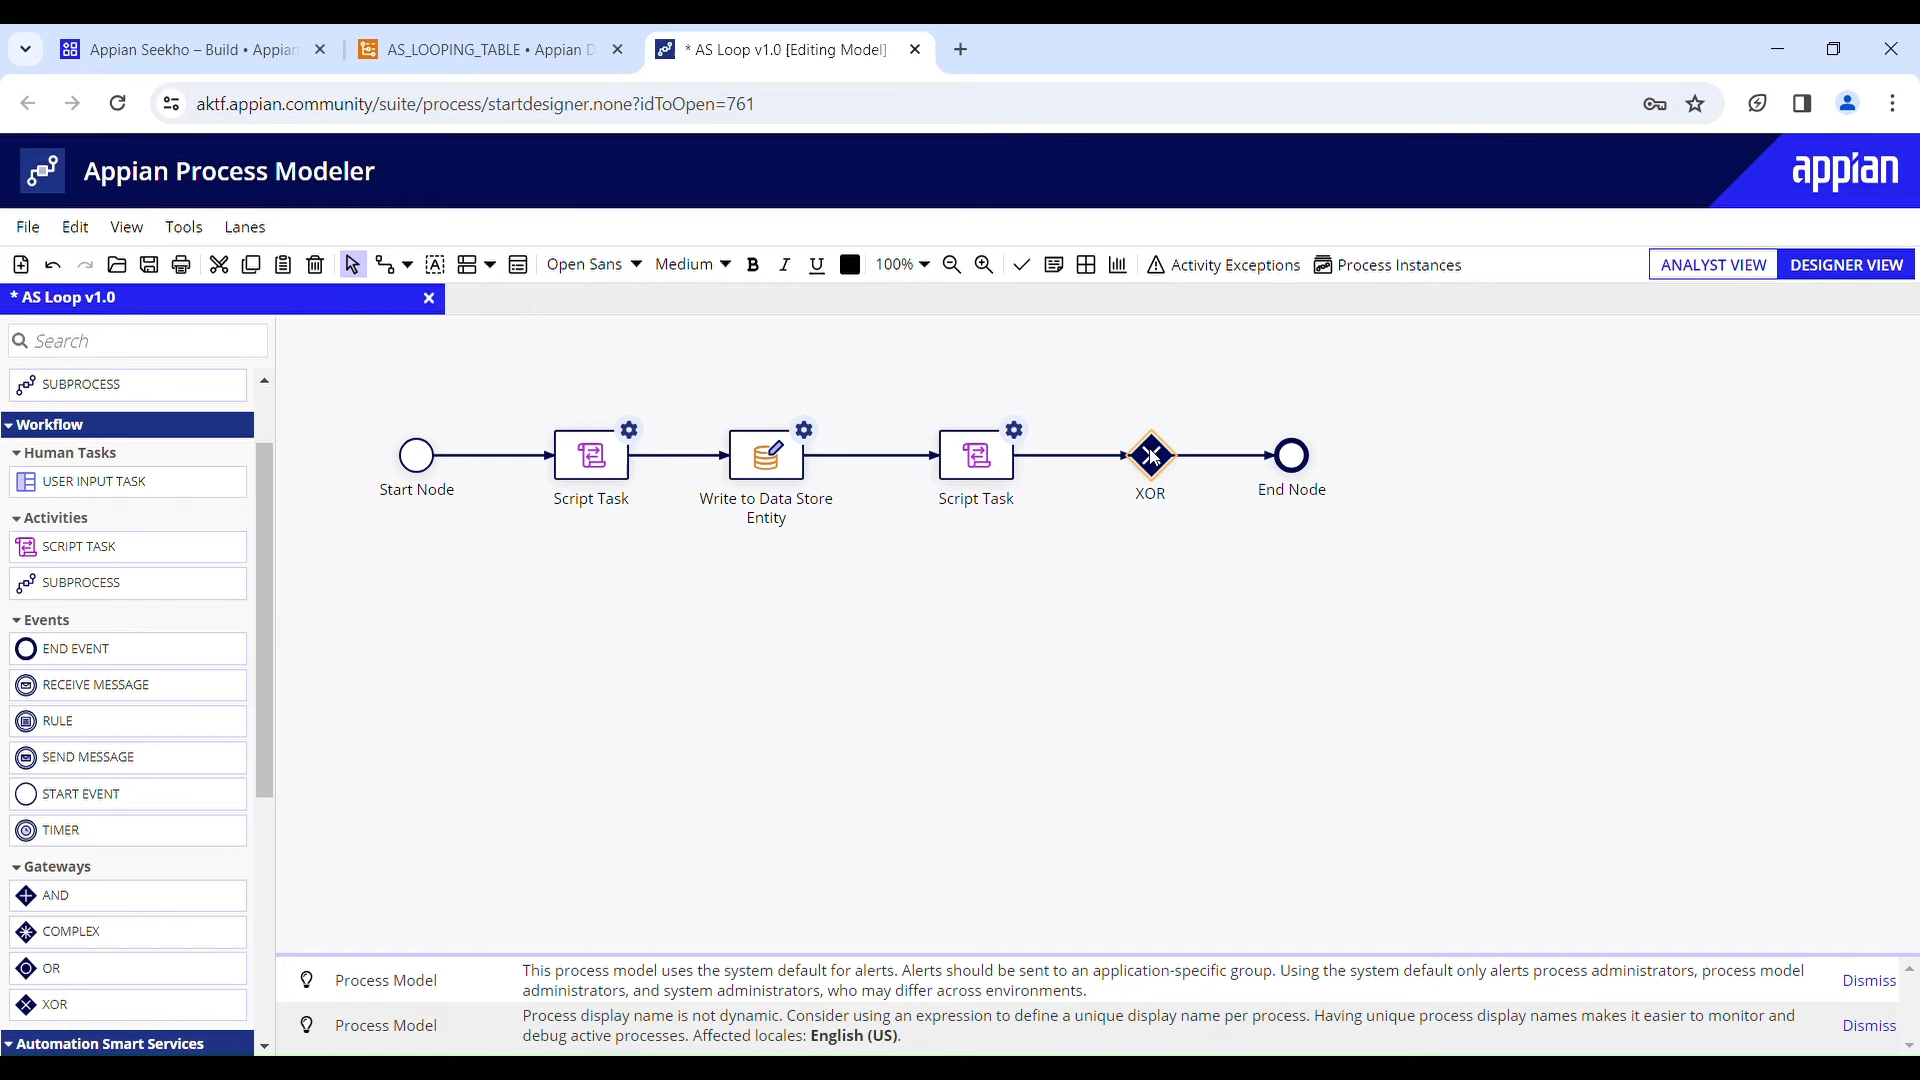 Appian Seekho – Build • Appian
AS_LOOPING_TABLE • Appian D
* AS Loop v1.0 [Editing Model]
aktf.appian.community/suite/process/startdesigner.none?idToOpen=761
Appian Process Modeler
appian
File Edit View Tools Lanes
Open Sans Medium B I U 100% Activity Exceptions Process Instances ANALYST VIEW DESIGNER VIEW
* AS Loop v1.0
Search
SUBPROCESS
Workflow
Human Tasks
USER INPUT TASK
Activities
SCRIPT TASK
SUBPROCESS
Events
END EVENT
RECEIVE MESSAGE
RULE
SEND MESSAGE
START EVENT
TIMER
Gateways
AND
COMPLEX
OR
XOR
Automation Smart Services
Start Node
Script Task
Write to Data Store
Entity
Script Task
XOR
End Node
Process Model
This process model uses the system default for alerts. Alerts should be sent to an application-specific group. Using the system default only alerts process administrators, process model
administrators, and system administrators, who may differ across environments.
Dismiss
Process Model
Process display name is not dynamic. Consider using an expression to define a unique display name per process. Having unique process display names makes it easier to monitor and
debug active processes. Affected locales: English (US).
Dismiss